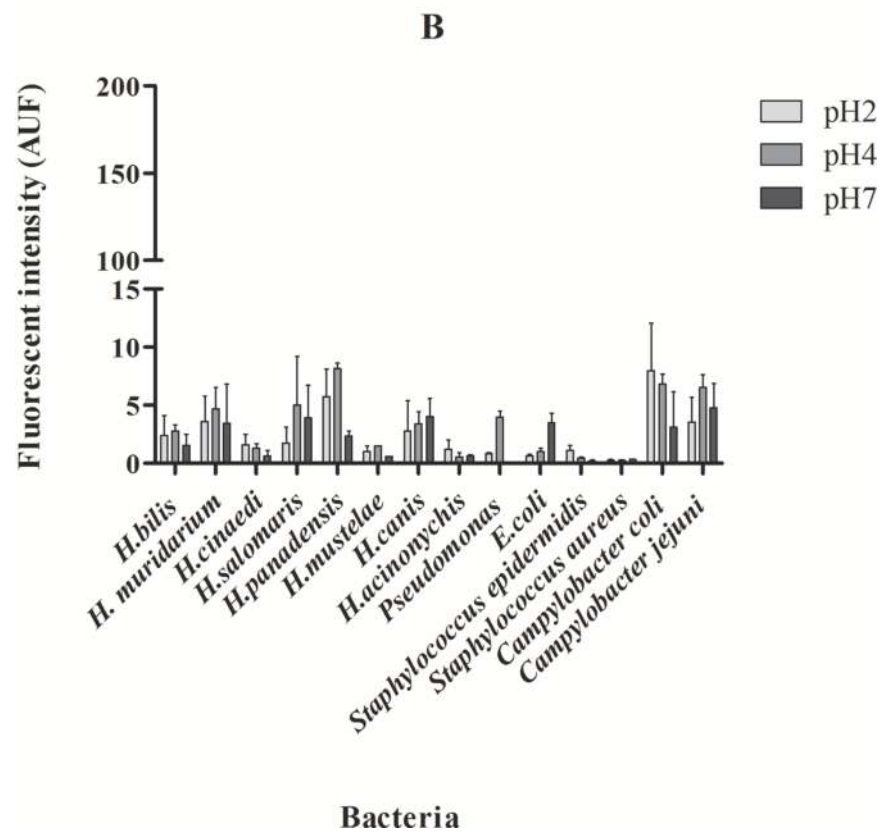 B
Fluorescent intensity (AUF)
200
150
100
15
10
5
0
pH2
pH4
pH7
H.bilis
H. muridarium
H.cinaedi
H.salomaris
H.panadensis
H.mustelae
H.canis
H.acinonychis
Pseudomonas
E.coli
Staphylococcus epidermidis
Staphylococcus aureus
Campylobacter coli
Campylobacter jejuni
Bacteria